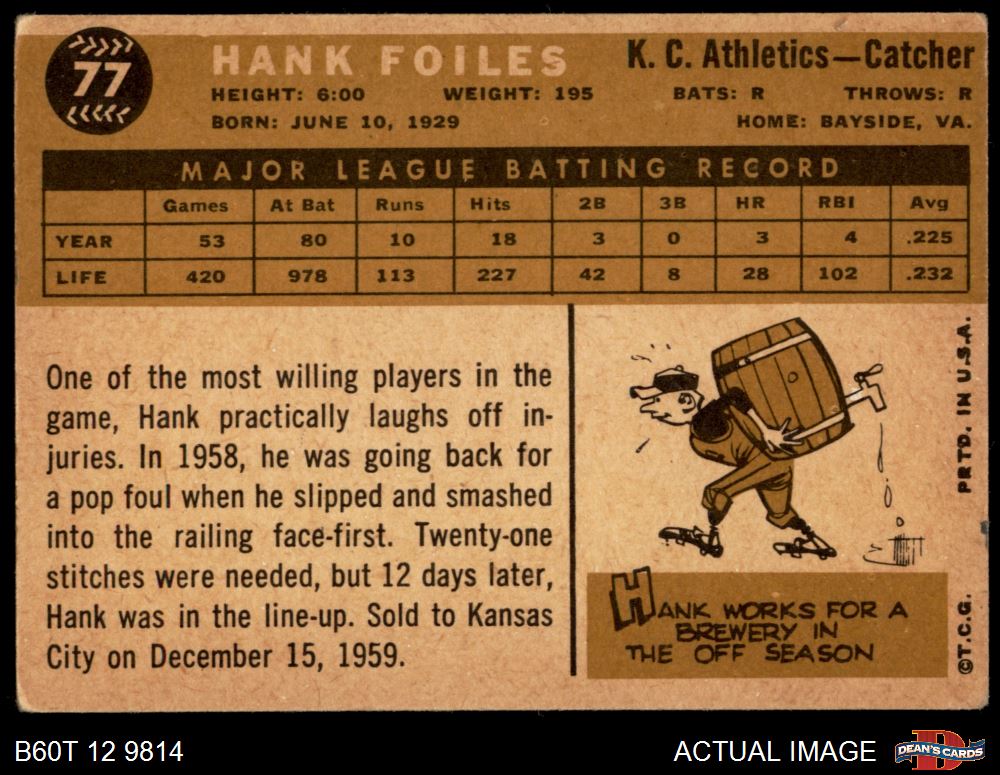 77
HANK FOILES
K. C. Athletics—Catcher
HEIGHT: 6:00 WEIGHT: 195 BATS: R THROWS: R
BORN: JUNE 10, 1929 HOME: BAYSIDE, VA.
MAJOR LEAGUE BATTING RECORD
Games At Bat Runs Hits 2B 3B HR RBI Avg
YEAR 53 80 10 18 3 0 3 4 .225
LIFE 420 978 113 227 42 8 28 102 .232
One of the most willing players in the
game, Hank practically laughs off in-
juries. In 1958, he was going back for
a pop foul when he slipped and smashed
into the railing face-first. Twenty-one
stitches were needed, but 12 days later,
Hank was in the line-up. Sold to Kansas
City on December 15, 1959.
HANK WORKS FOR A
BREWERY IN
THE OFF SEASON
©T.C.G. PRTD. IN U.S.A.
B60T 12 9814
ACTUAL IMAGE
D
DEAN'S CARDS